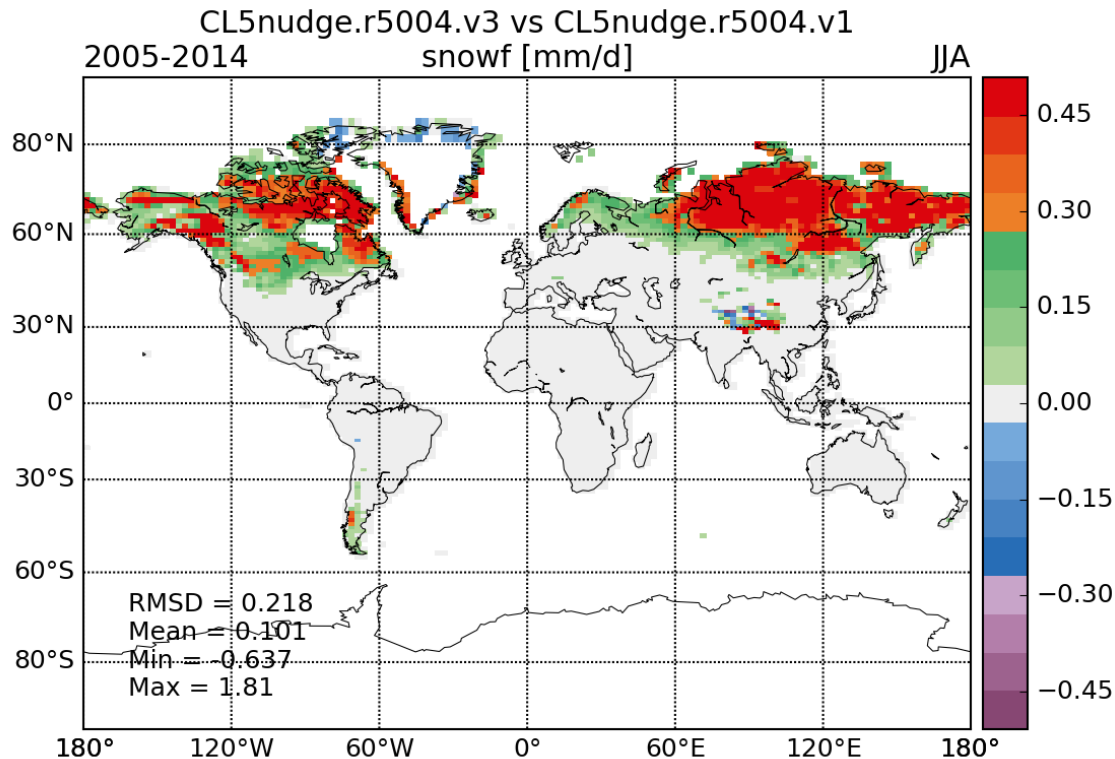 CL5nudge.r5004.v3 vs CL5nudge.r5004.v1
2005-2014 snowf [mm/d] JJA
80°N
60°N
30°N
0°
30°S
60°S
80°S
RMSD = 0.218
Mean = 0.101
Min = -0.637
Max = 1.81
180° 120°W 60°W 0° 60°E 120°E 180°
0.45
0.30
0.15
0.00
−0.15
−0.30
−0.45